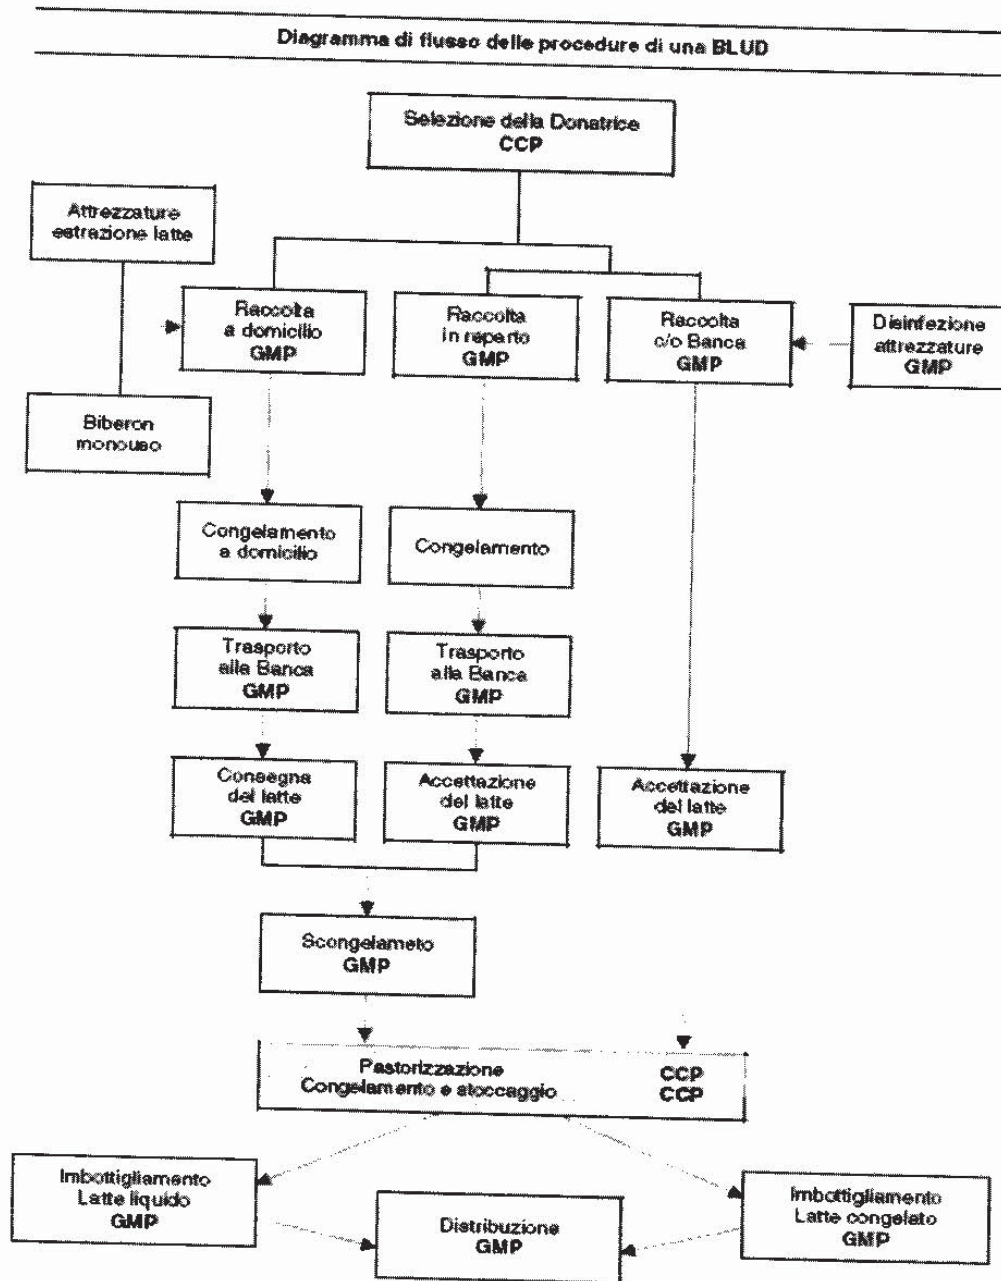 Diagramma di flusso delle procedure di una BLUD
Selezione della Donatrice
CCP
Attrezzature
estrazione latte
Raccolta
a domicilio
GMP
Raccolta
in reparto
GMP
Raccolta
c/o Banca
GMP
Disinfezione
attrezzature
GMP
Biberon
monouso
Congelamento
a domicilio
Congelamento
Trasporto
alla Banca
GMP
Trasporto
alla Banca
GMP
Consegna
del latte
GMP
Accettazione
del latte
GMP
Accettazione
del latte
GMP
Scongelameto
GMP
Pastorizzazione CCP
Congelamento e stoccaggio CCP
Imbottigliamento
Latte liquido
GMP
Distribuzione
GMP
Imbottigliamento
Latte congelato
GMP